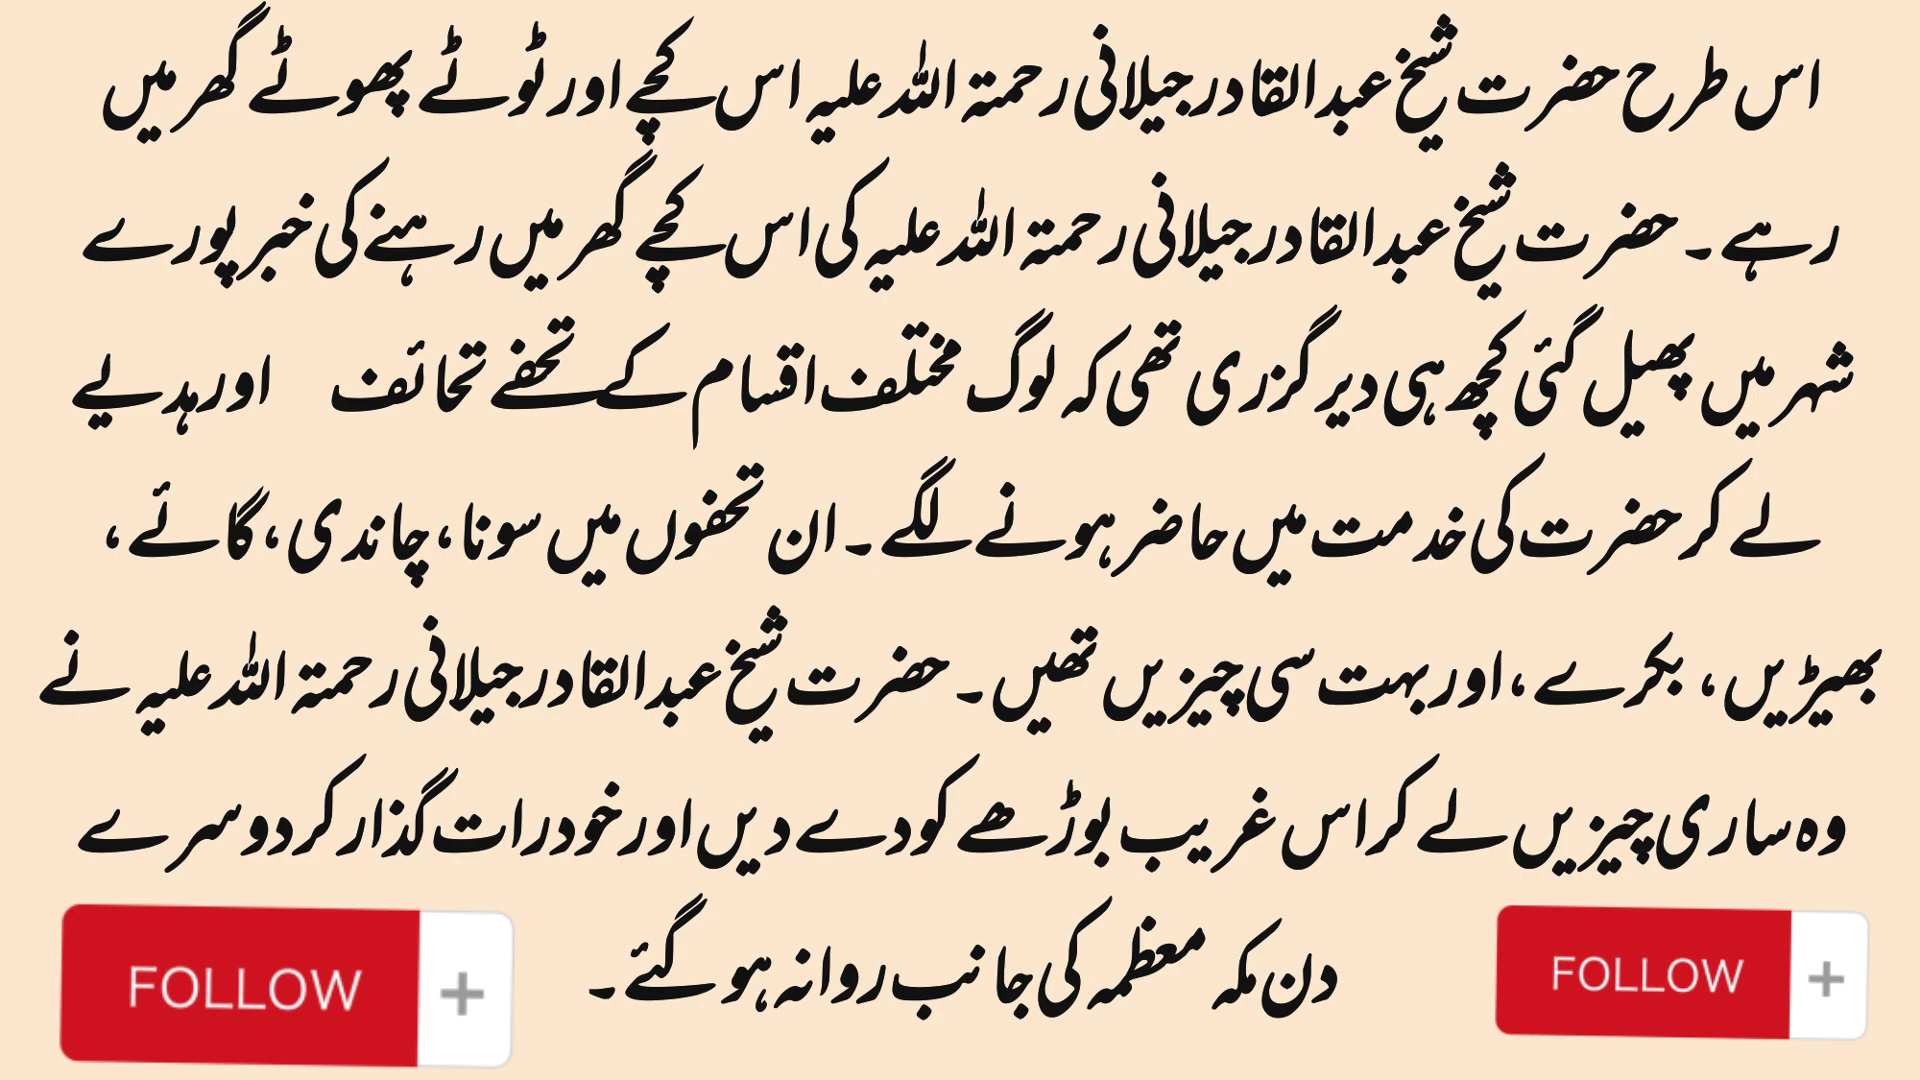 اس طرح حضرت شیخ عبدالقادر جیلانی رحمتہ اللہ علیہ اس کچے اور ٹوٹے پھوٹے گھر میں
رہے ۔ حضرت شیخ عبدالقادر جیلانی رحمتہ اللہ علیہ کی اس کچے گھر میں رہنے کی خبر پورے
شہر میں پھیل گئی کچھ ہی دیر گزری تھی کہ لوگ مختلف اقسام کے تحفے تحائف اور ہدیے
لے کر حضرت کی خدمت میں حاضر ہونے لگے ۔ ان تحفوں میں سونا، چاندی، گائے،
بھیڑیں، بکرے، اور بہت سی چیزیں تھیں ۔ حضرت شیخ عبدالقادر جیلانی رحمتہ اللہ علیہ نے
وہ ساری چیزیں لے کر اس غریب بوڑھے کو دے دیں اور خود رات گذار کر دوسرے
دن مکہ معظمہ کی جانب روانہ ہو گئے ۔
FOLLOW +
FOLLOW +